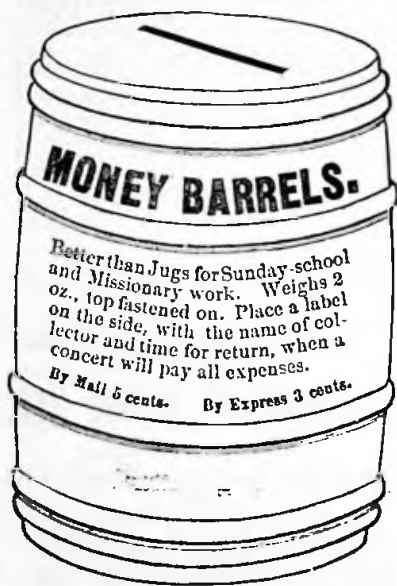 MONEY BARRELS.
Better than Jugs for Sunday-school
and Missionary work. Weighs 2
oz., top fastened on. Place a label
on the side, with the name of col-
lector and time for return, when a
concert will pay all expenses.
By Mail 5 cents. By Express 3 cents.